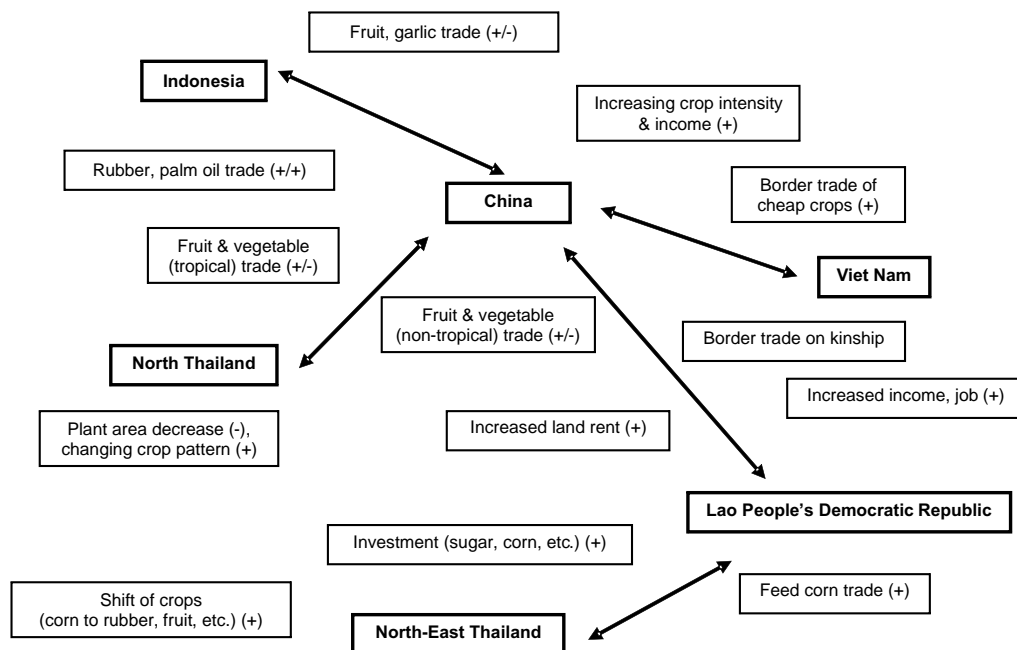 Fruit, garlic trade (+/-)
Indonesia
Increasing crop intensity
& income (+)
Rubber, palm oil trade (+/+)
China
Border trade of
cheap crops (+)
Fruit & vegetable
(tropical) trade (+/-)
Viet Nam
Fruit & vegetable
(non-tropical) trade (+/-)
Border trade on kinship
North Thailand
Increased income, job (+)
Plant area decrease (-),
changing crop pattern (+)
Increased land rent (+)
Lao People's Democratic Republic
Investment (sugar, corn, etc.) (+)
Feed corn trade (+)
Shift of crops
(corn to rubber, fruit, etc.) (+)
North-East Thailand